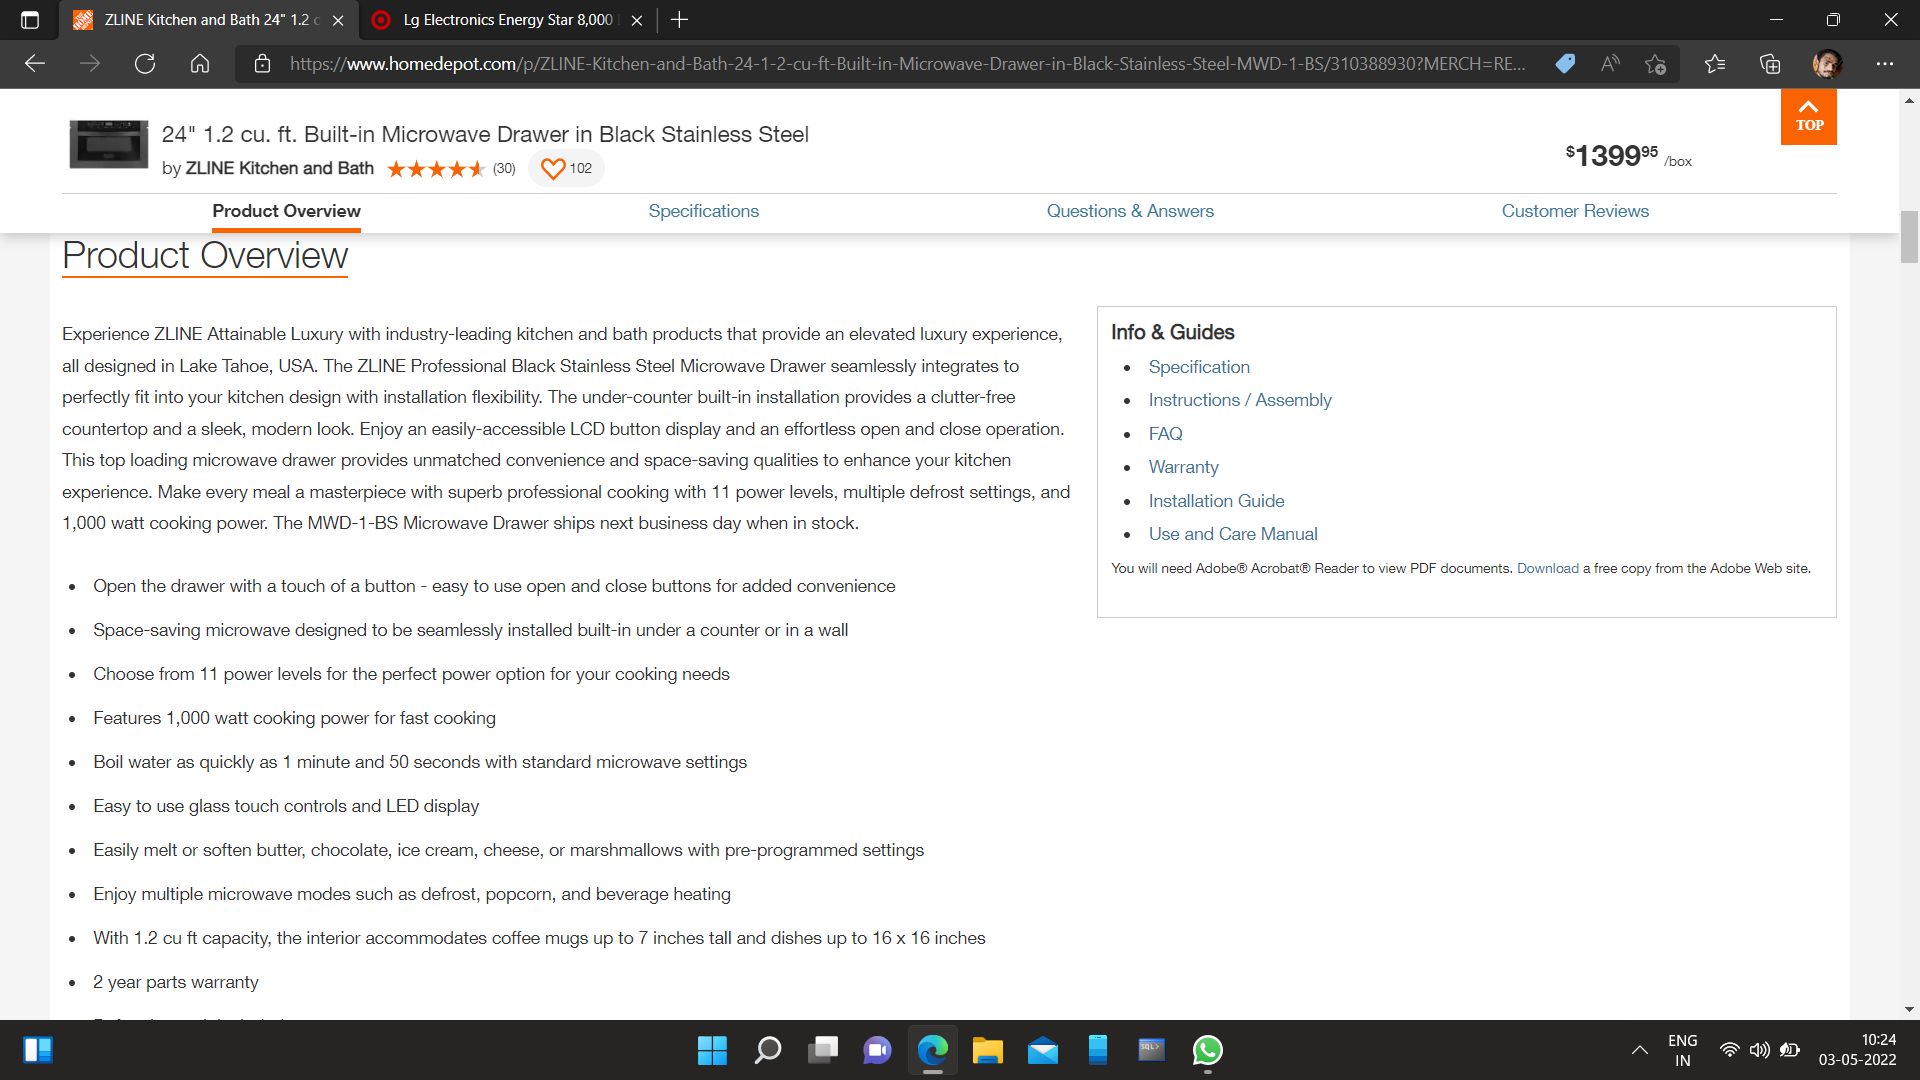 ZLINE Kitchen and Bath 24" 1.2 c
Lg Electronics Energy Star 8,000
https://www.homedepot.com/p/ZLINE-Kitchen-and-Bath-24-1-2-cu-ft-Built-in-Microwave-Drawer-in-Black-Stainless-Steel-MWD-1-BS/310388930?MERCH=RE...
24" 1.2 cu. ft. Built-in Microwave Drawer in Black Stainless Steel
by ZLINE Kitchen and Bath (30) 102
$139995 /box
TOP
Product Overview Specifications Questions & Answers Customer Reviews
Product Overview
Experience ZLINE Attainable Luxury with industry-leading kitchen and bath products that provide an elevated luxury experience,
all designed in Lake Tahoe, USA. The ZLINE Professional Black Stainless Steel Microwave Drawer seamlessly integrates to
perfectly fit into your kitchen design with installation flexibility. The under-counter built-in installation provides a clutter-free
countertop and a sleek, modern look. Enjoy an easily-accessible LCD button display and an effortless open and close operation.
This top loading microwave drawer provides unmatched convenience and space-saving qualities to enhance your kitchen
experience. Make every meal a masterpiece with superb professional cooking with 11 power levels, multiple defrost settings, and
1,000 watt cooking power. The MWD-1-BS Microwave Drawer ships next business day when in stock.
• Open the drawer with a touch of a button - easy to use open and close buttons for added convenience
• Space-saving microwave designed to be seamlessly installed built-in under a counter or in a wall
• Choose from 11 power levels for the perfect power option for your cooking needs
• Features 1,000 watt cooking power for fast cooking
• Boil water as quickly as 1 minute and 50 seconds with standard microwave settings
• Easy to use glass touch controls and LED display
• Easily melt or soften butter, chocolate, ice cream, cheese, or marshmallows with pre-programmed settings
• Enjoy multiple microwave modes such as defrost, popcorn, and beverage heating
• With 1.2 cu ft capacity, the interior accommodates coffee mugs up to 7 inches tall and dishes up to 16 x 16 inches
• 2 year parts warranty
Info & Guides
• Specification
• Instructions / Assembly
• FAQ
• Warranty
• Installation Guide
• Use and Care Manual
You will need Adobe® Acrobat® Reader to view PDF documents. Download a free copy from the Adobe Web site.
SQL>
ENG
IN
10:24
03-05-2022